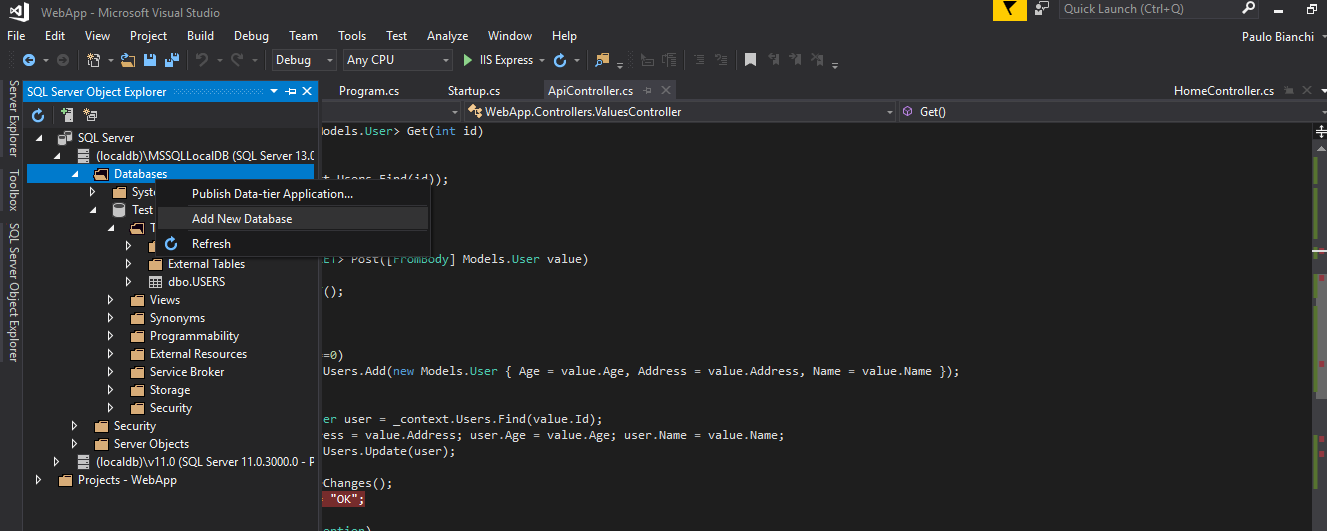 WebApp - Microsoft Visual Studio
Quick Launch (Ctrl+Q)
File Edit View Project Build Debug Team Tools Test Analyze Window Help
Paulo Bianchi
Debug Any CPU IIS Express
Server Explorer
Toolbox
SQL Server Object Explorer
SQL Server Object Explorer
SQL Server
(localdb)\MSSQLLocalDB (SQL Server 13.0
Databases
Syste
Test
T
External Tables
dbo.USERS
Views
Synonyms
Programmability
External Resources
Service Broker
Storage
Security
Security
Server Objects
(localdb)\v11.0 (SQL Server 11.0.3000.0 - P
Projects - WebApp
Publish Data-tier Application...
Add New Database
Refresh
Program.cs Startup.cs ApiController.cs HomeController.cs
WebApp.Controllers.ValuesController Get()
Models.User> Get(int id)
t.Users.Find(id));
ET> Post([FromBody] Models.User value)
();
=0)
Users.Add(new Models.User { Age = value.Age, Address = value.Address, Name = value.Name });
er user = _context.Users.Find(value.Id);
ress = value.Address; user.Age = value.Age; user.Name = value.Name;
Users.Update(user);
Changes();
"OK";
ption)